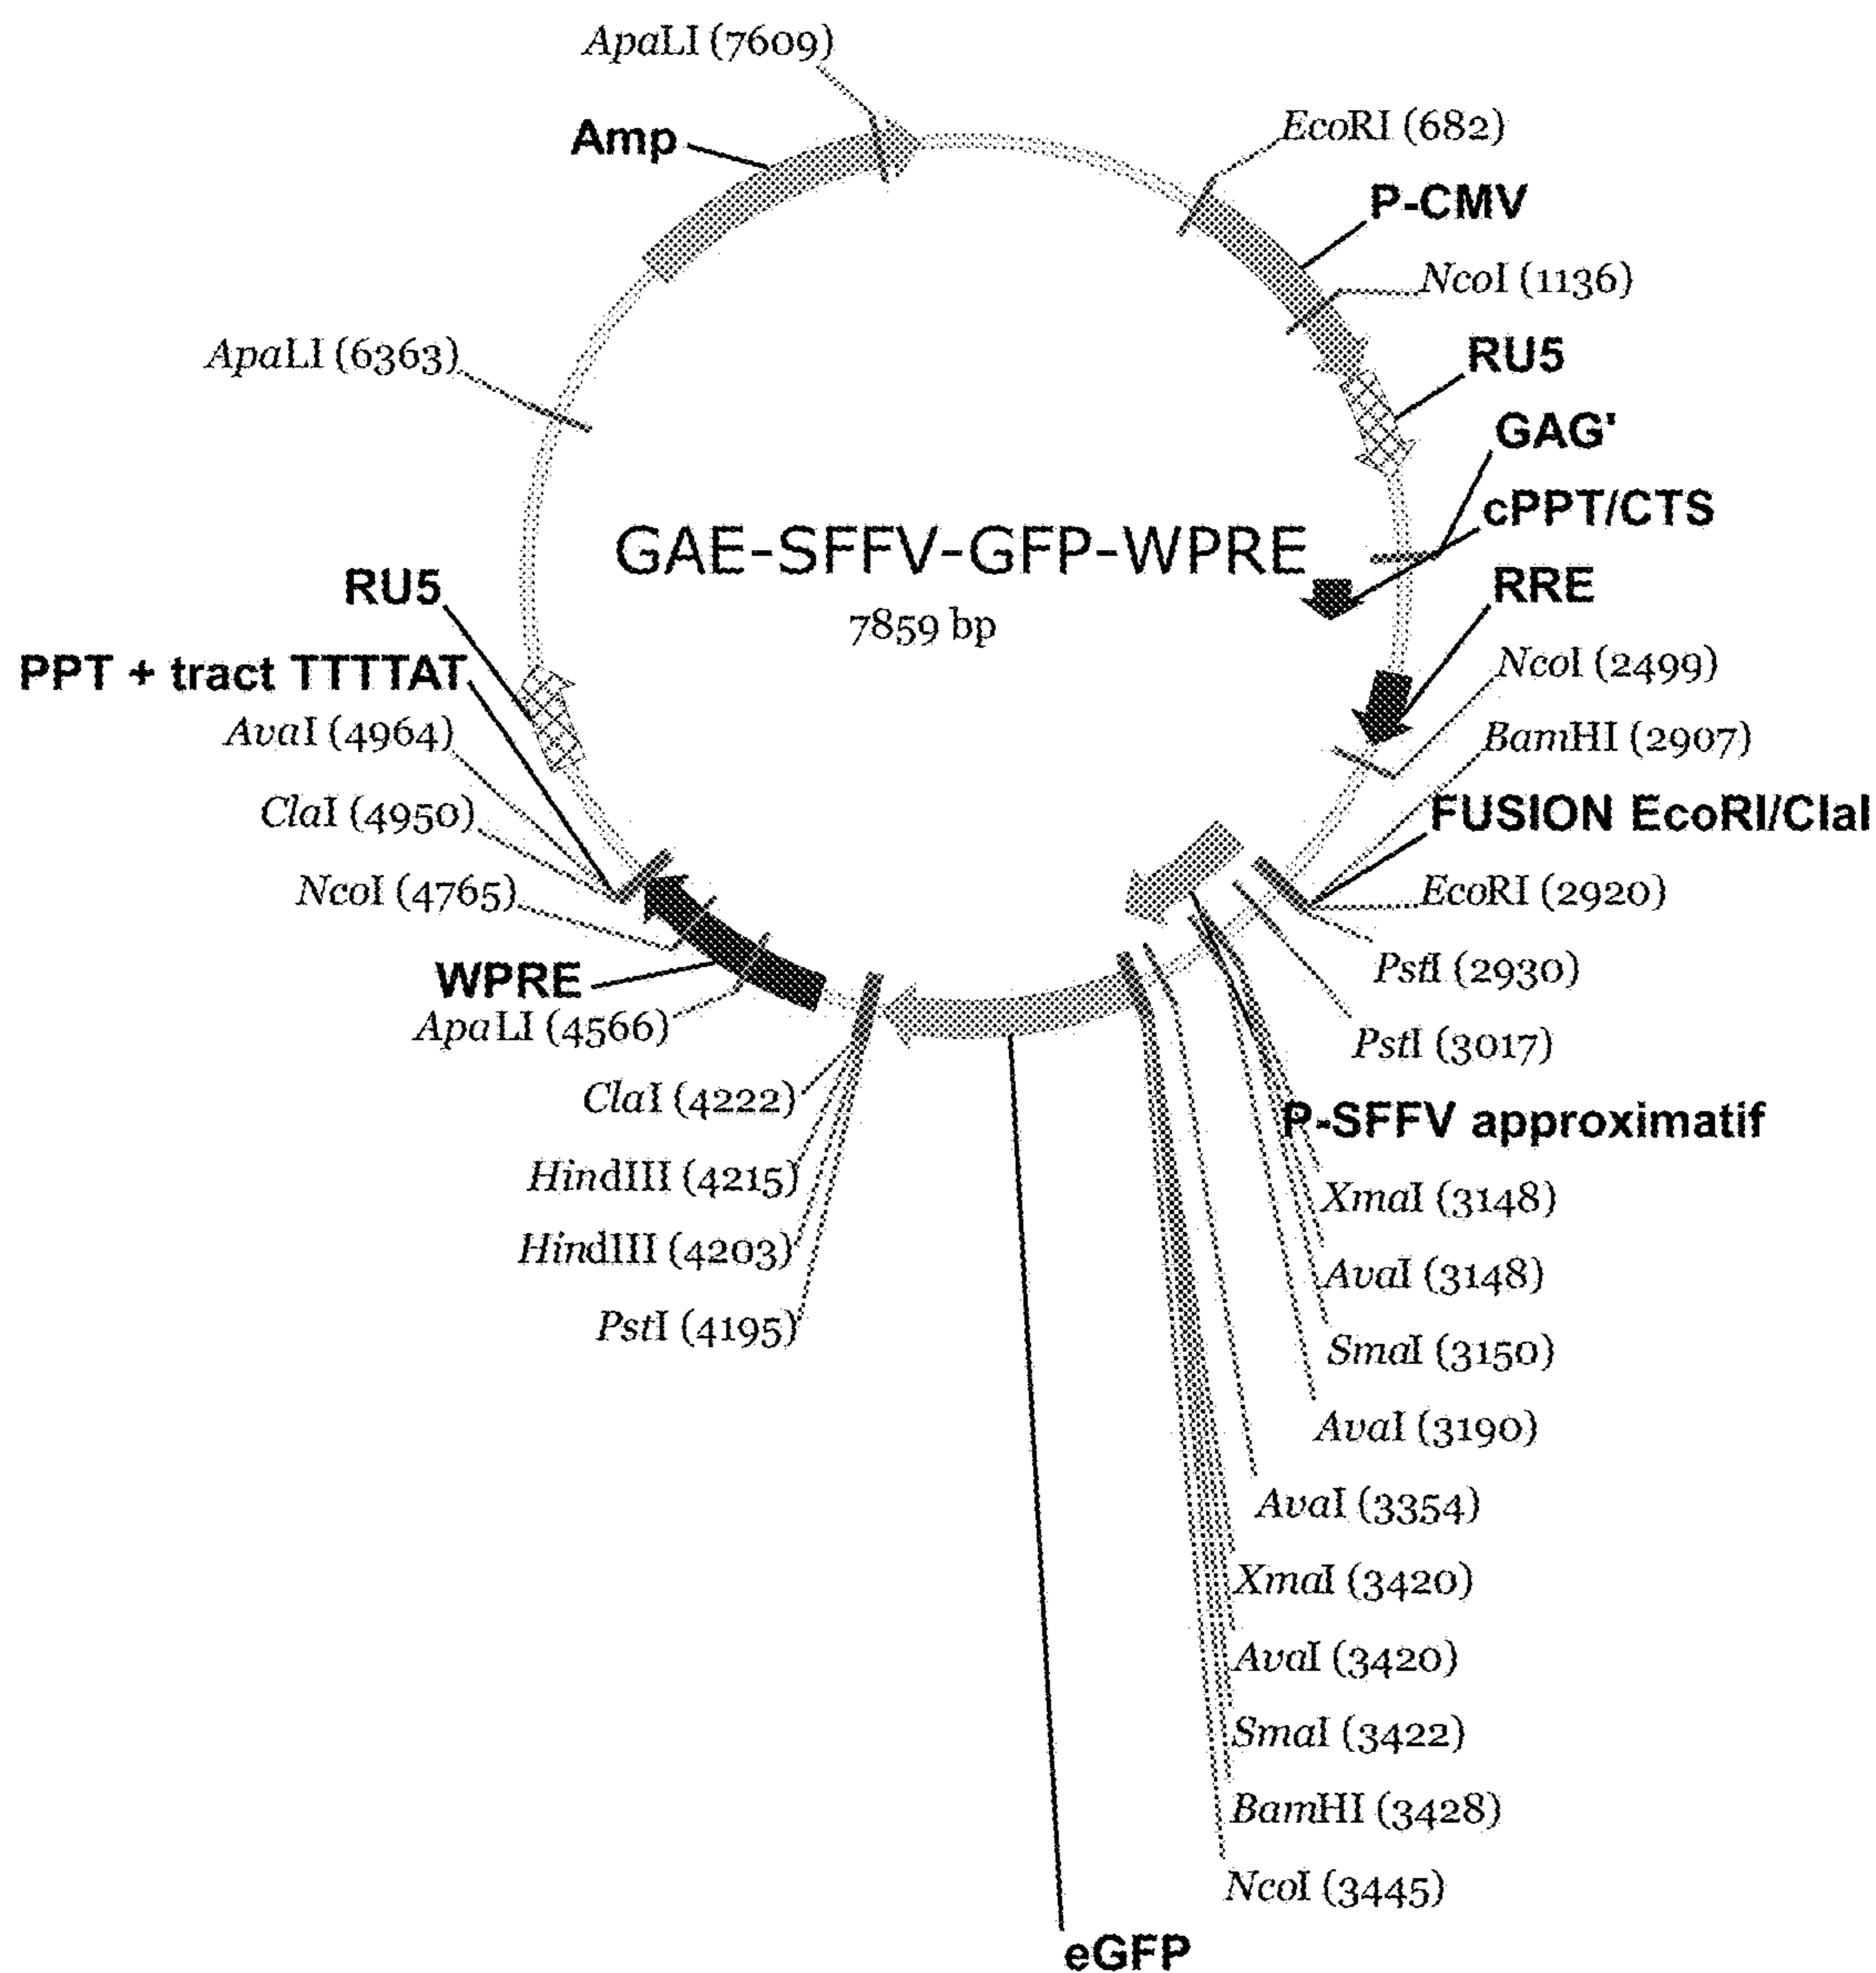 ApaLI (7609)
Amp
EcoRI (682)
P-CMV
NcoI (1136)
RU5
ApaLI (6363)
GAG'
cPPT/CTS
GAE-SFFV-GFP-WPRE
7859 bp
RRE
RU5
PPT + tract TTTTAT
NcoI (2499)
AvaI (4964)
BamHI (2907)
ClaI (4950)
FUSION EcoRI/ClaI
NcoI (4765)
EcoRI (2920)
WPRE
PstI (2930)
ApaLI (4566)
PstI (3017)
ClaI (4222)
P-SFFV approximatif
HindIII (4215)
XmaI (3148)
HindIII (4203)
AvaI (3148)
PstI (4195)
SmaI (3150)
AvaI (3190)
AvaI (3354)
XmaI (3420)
AvaI (3420)
SmaI (3422)
BamHI (3428)
NcoI (3445)
eGFP